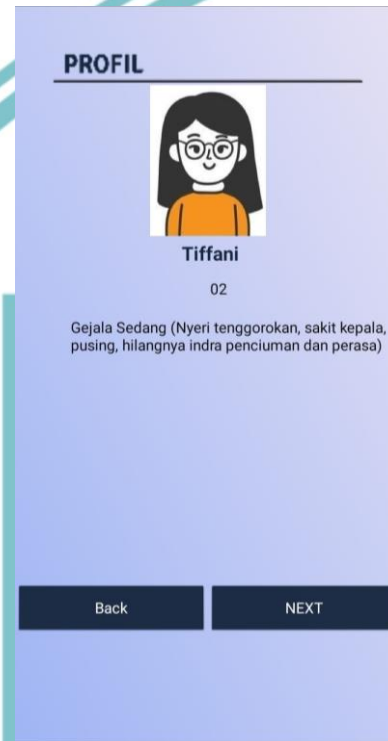 PROFIL
Tiffani
02
Gejala Sedang (Nyeri tenggorokan, sakit kepala,
pusing, hilangnya indra penciuman dan perasa)
Back
NEXT